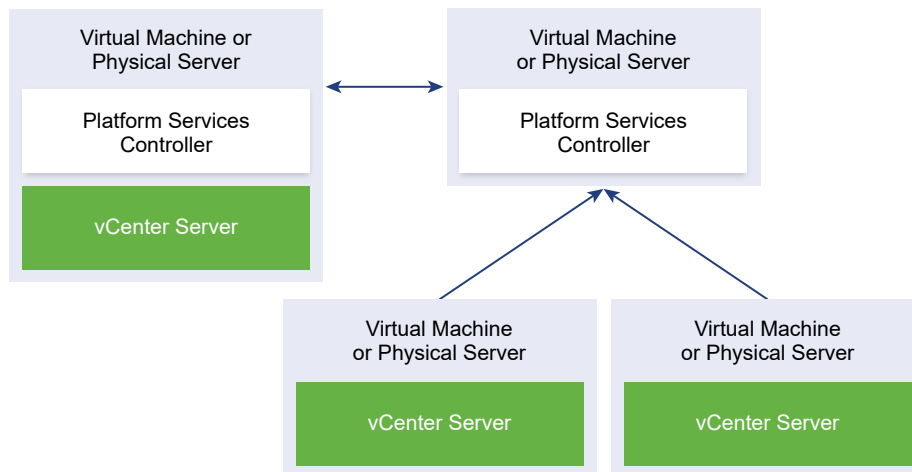 Virtual Machine or
Physical Server
Platform Services
Controller
vCenter Server
Virtual Machine
or Physical Server
Platform Services
Controller
Virtual Machine
or Physical Server
vCenter Server
Virtual Machine
or Physical Server
vCenter Server